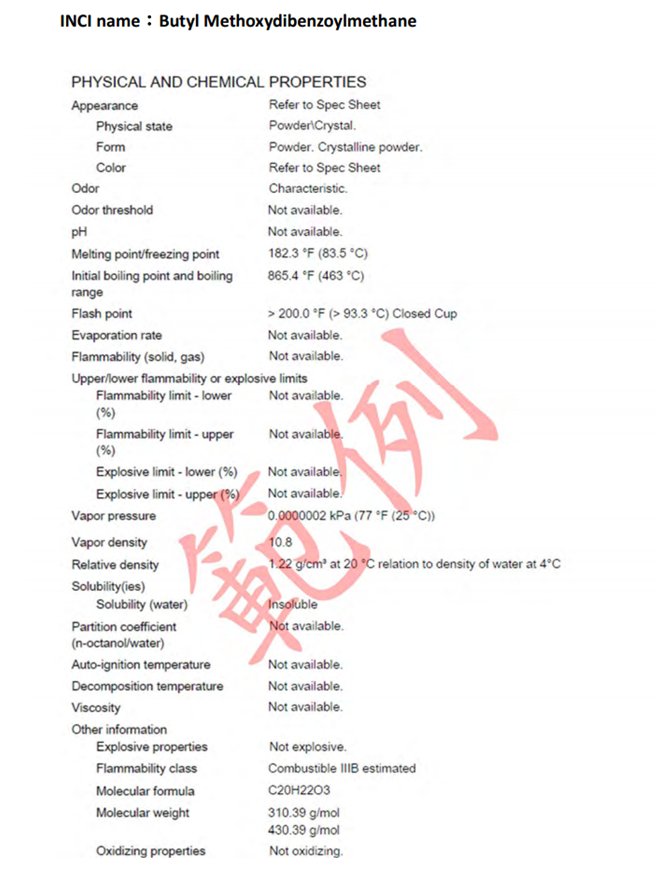 INCI name：Butyl Methoxydibenzoylmethane
PHYSICAL AND CHEMICAL PROPERTIES
Appearance Refer to Spec Sheet
Physical state Powder\Crystal.
Form Powder. Crystalline powder.
Color Refer to Spec Sheet
Odor Characteristic.
Odor threshold Not available.
pH Not available.
Melting point/freezing point 182.3 °F (83.5 °C)
Initial boiling point and boiling 865.4 °F (463 °C)
range
Flash point > 200.0 °F (> 93.3 °C) Closed Cup
Evaporation rate Not available.
Flammability (solid, gas) Not available.
Upper/lower flammability or explosive limits
Flammability limit - lower Not available.
(%)
Flammability limit - upper Not available.
(%)
Explosive limit - lower (%) Not available.
Explosive limit - upper (%) Not available.
Vapor pressure 0.0000002 kPa (77 °F (25 °C))
Vapor density 10.8
Relative density 1.22 g/cm³ at 20 °C relation to density of water at 4°C
Solubility(ies)
Solubility (water) Insoluble
Partition coefficient Not available.
(n-octanol/water)
Auto-ignition temperature Not available.
Decomposition temperature Not available.
Viscosity Not available.
Other information
Explosive properties Not explosive.
Flammability class Combustible IIIB estimated
Molecular formula C20H22O3
Molecular weight 310.39 g/mol
430.39 g/mol
Oxidizing properties Not oxidizing.
範例